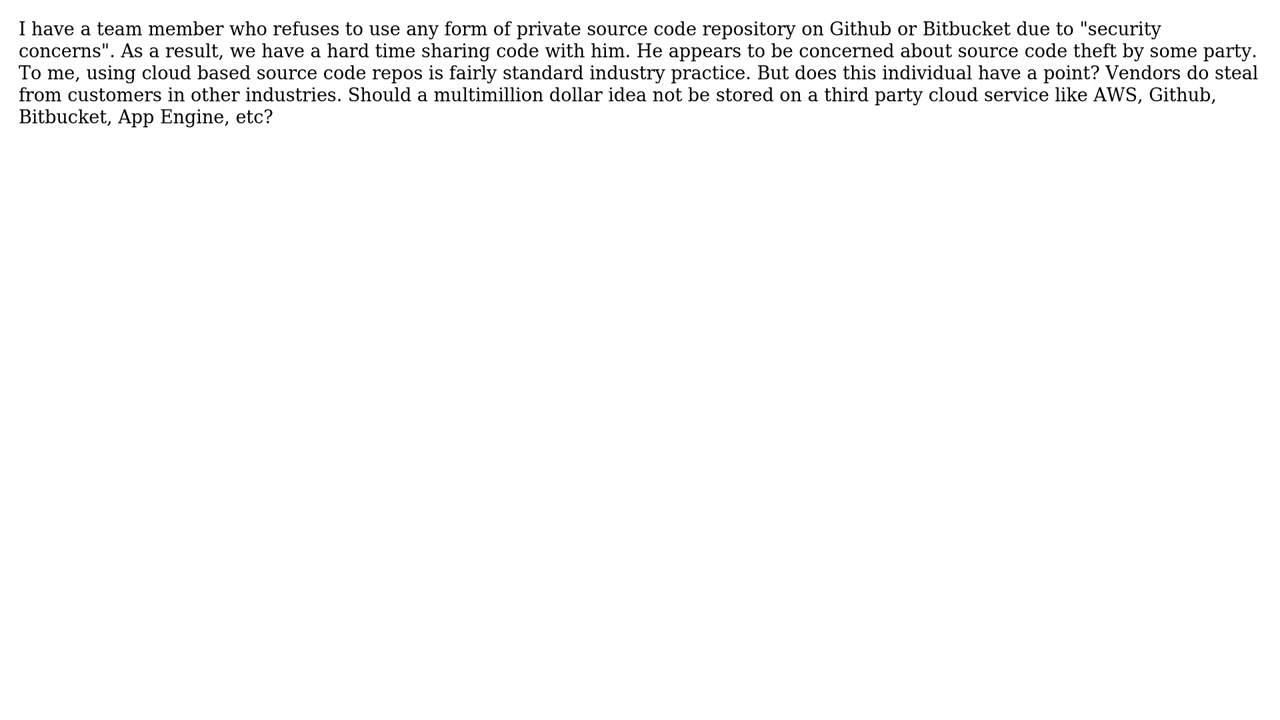 I have a team member who refuses to use any form of private source code repository on Github or Bitbucket due to "security
concerns". As a result, we have a hard time sharing code with him. He appears to be concerned about source code theft by some party.
To me, using cloud based source code repos is fairly standard industry practice. But does this individual have a point? Vendors do steal
from customers in other industries. Should a multimillion dollar idea not be stored on a third party cloud service like AWS, Github,
Bitbucket, App Engine, etc?